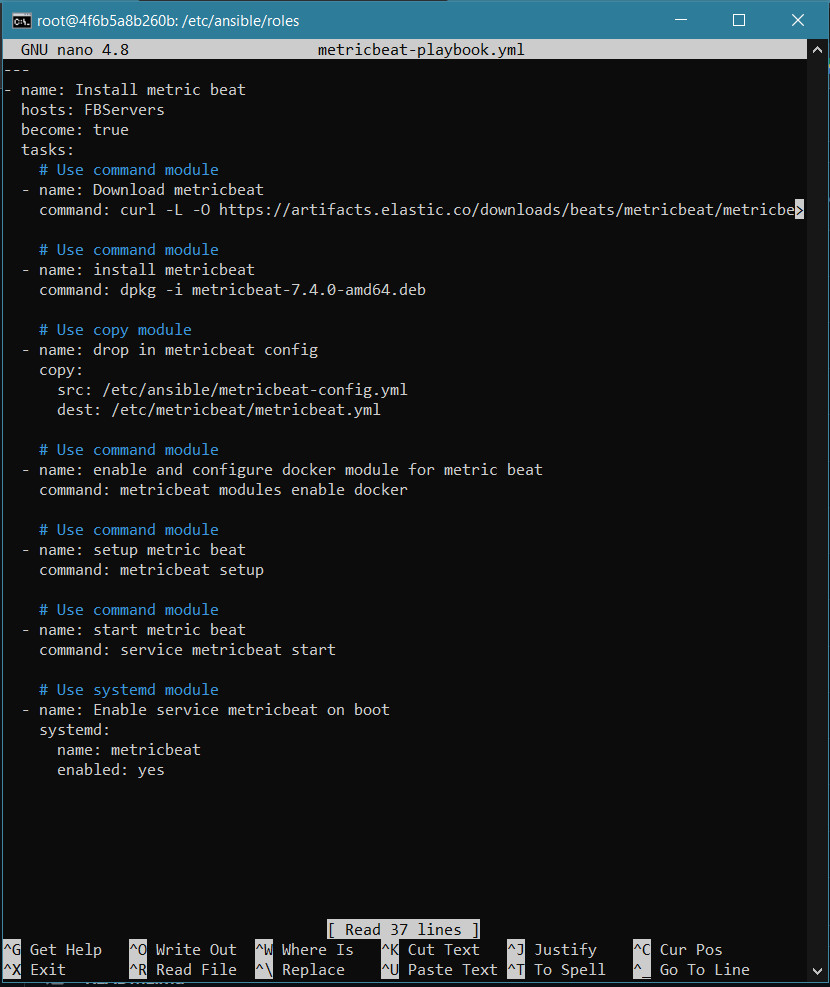 root@4f6b5a8b260b: /etc/ansible/roles
GNU nano 4.8 metricbeat-playbook.yml
---
- name: Install metric beat
  hosts: FBServers
  become: true
  tasks:
    # Use command module
  - name: Download metricbeat
    command: curl -L -O https://artifacts.elastic.co/downloads/beats/metricbeat/metricbe>
    # Use command module
  - name: install metricbeat
    command: dpkg -i metricbeat-7.4.0-amd64.deb
    # Use copy module
  - name: drop in metricbeat config
    copy:
      src: /etc/ansible/metricbeat-config.yml
      dest: /etc/metricbeat/metricbeat.yml
    # Use command module
  - name: enable and configure docker module for metric beat
    command: metricbeat modules enable docker
    # Use command module
  - name: setup metric beat
    command: metricbeat setup
    # Use command module
  - name: start metric beat
    command: service metricbeat start
    # Use systemd module
  - name: Enable service metricbeat on boot
    systemd:
      name: metricbeat
      enabled: yes
[ Read 37 lines ]
^G Get Help ^O Write Out ^W Where Is ^K Cut Text ^J Justify ^C Cur Pos
^X Exit ^R Read File ^\ Replace ^U Paste Text ^T To Spell ^_ Go To Line